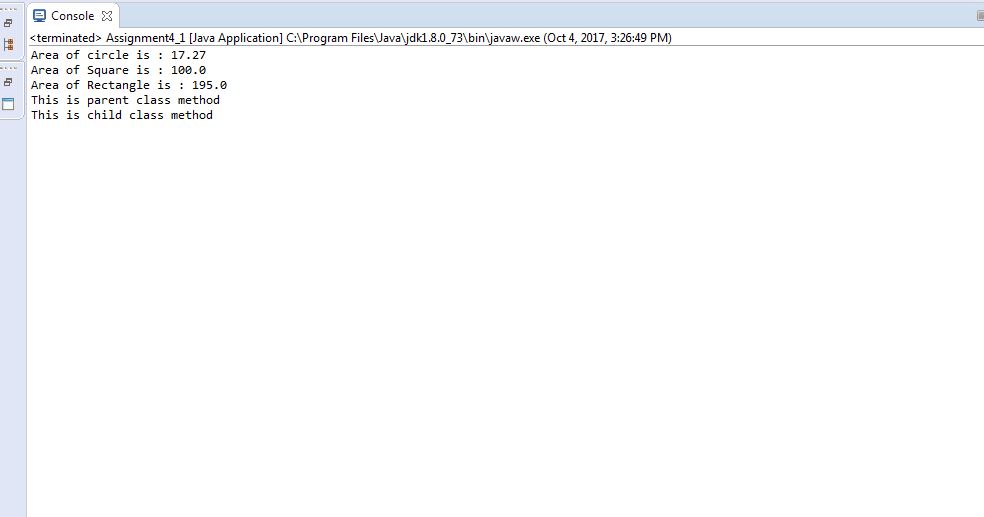 Console
<terminated> Assignment4_1 [Java Application] C:\Program Files\Java\jdk1.8.0_73\bin\javaw.exe (Oct 4, 2017, 3:26:49 PM)
Area of circle is : 17.27
Area of Square is : 100.0
Area of Rectangle is : 195.0
This is parent class method
This is child class method